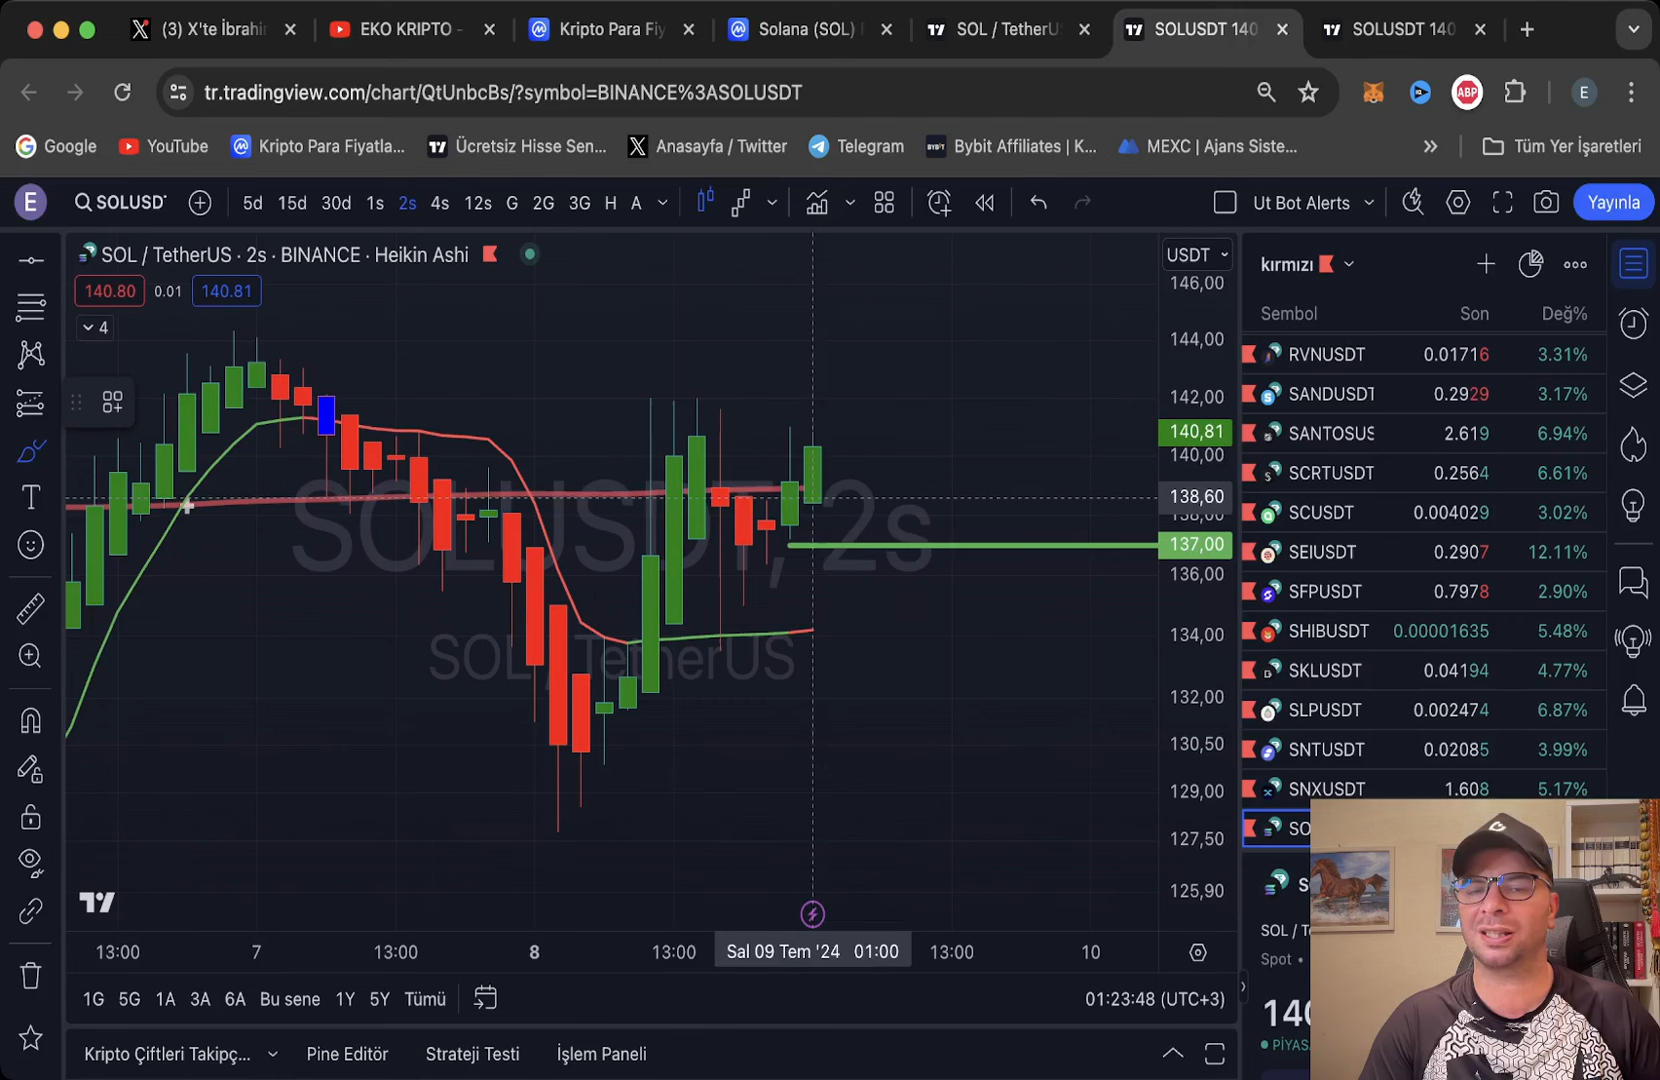 (3) X'te İbrahi
EKO KRIPTO -
Kripto Para Fiy
Solana (SOL)
SOL / TetherU
SOLUSDT 140
SOLUSDT 140
tr.tradingview.com/chart/QtUnbcBs/?symbol=BINANCE%3ASOLUSDT
ABP
E
Google
YouTube
Kripto Para Fiyatla...
Ücretsiz Hisse Sen...
Anasayfa / Twitter
Telegram
Bybit Affiliates | K...
MEXC | Ajans Siste...
Tüm Yer İşaretleri
E
SOLUSDT
5d
15d
30d
1s
2s
4s
12s
G
2G
3G
H
A
Ut Bot Alerts
Yayınla
SOL / TetherUS · 2s · BINANCE · Heikin Ashi
140.80
0.01
140.81
4
SOLUSDT, 2s
SOL / TetherUS
USDT
146,00
144,00
142,00
140,81
140,00
138,60
138,00
137,00
136,00
134,00
132,00
130,50
129,00
127,50
125,90
13:00
7
13:00
8
13:00
Sal 09 Tem '24 01:00
13:00
10
1G
5G
1A
3A
6A
Bu sene
1Y
5Y
Tümü
01:23:48 (UTC+3)
Kripto Çiftleri Takipç...
Pine Editör
Strateji Testi
İşlem Paneli
kırmızı
Sembol Son Değ%
RVNUSDT 0.01716 3.31%
SANDUSDT 0.2929 3.17%
SANTOSUS 2.619 6.94%
SCRTUSDT 0.2564 6.61%
SCUSDT 0.004029 3.02%
SEIUSDT 0.2907 12.11%
SFPUSDT 0.7978 2.90%
SHIBUSDT 0.00001635 5.48%
SKLUSDT 0.04194 4.77%
SLPUSDT 0.002474 6.87%
SNTUSDT 0.02085 3.99%
SNXUSDT 1.608 5.17%
SO
S
SOL / T
Spot •
140
PİYAS